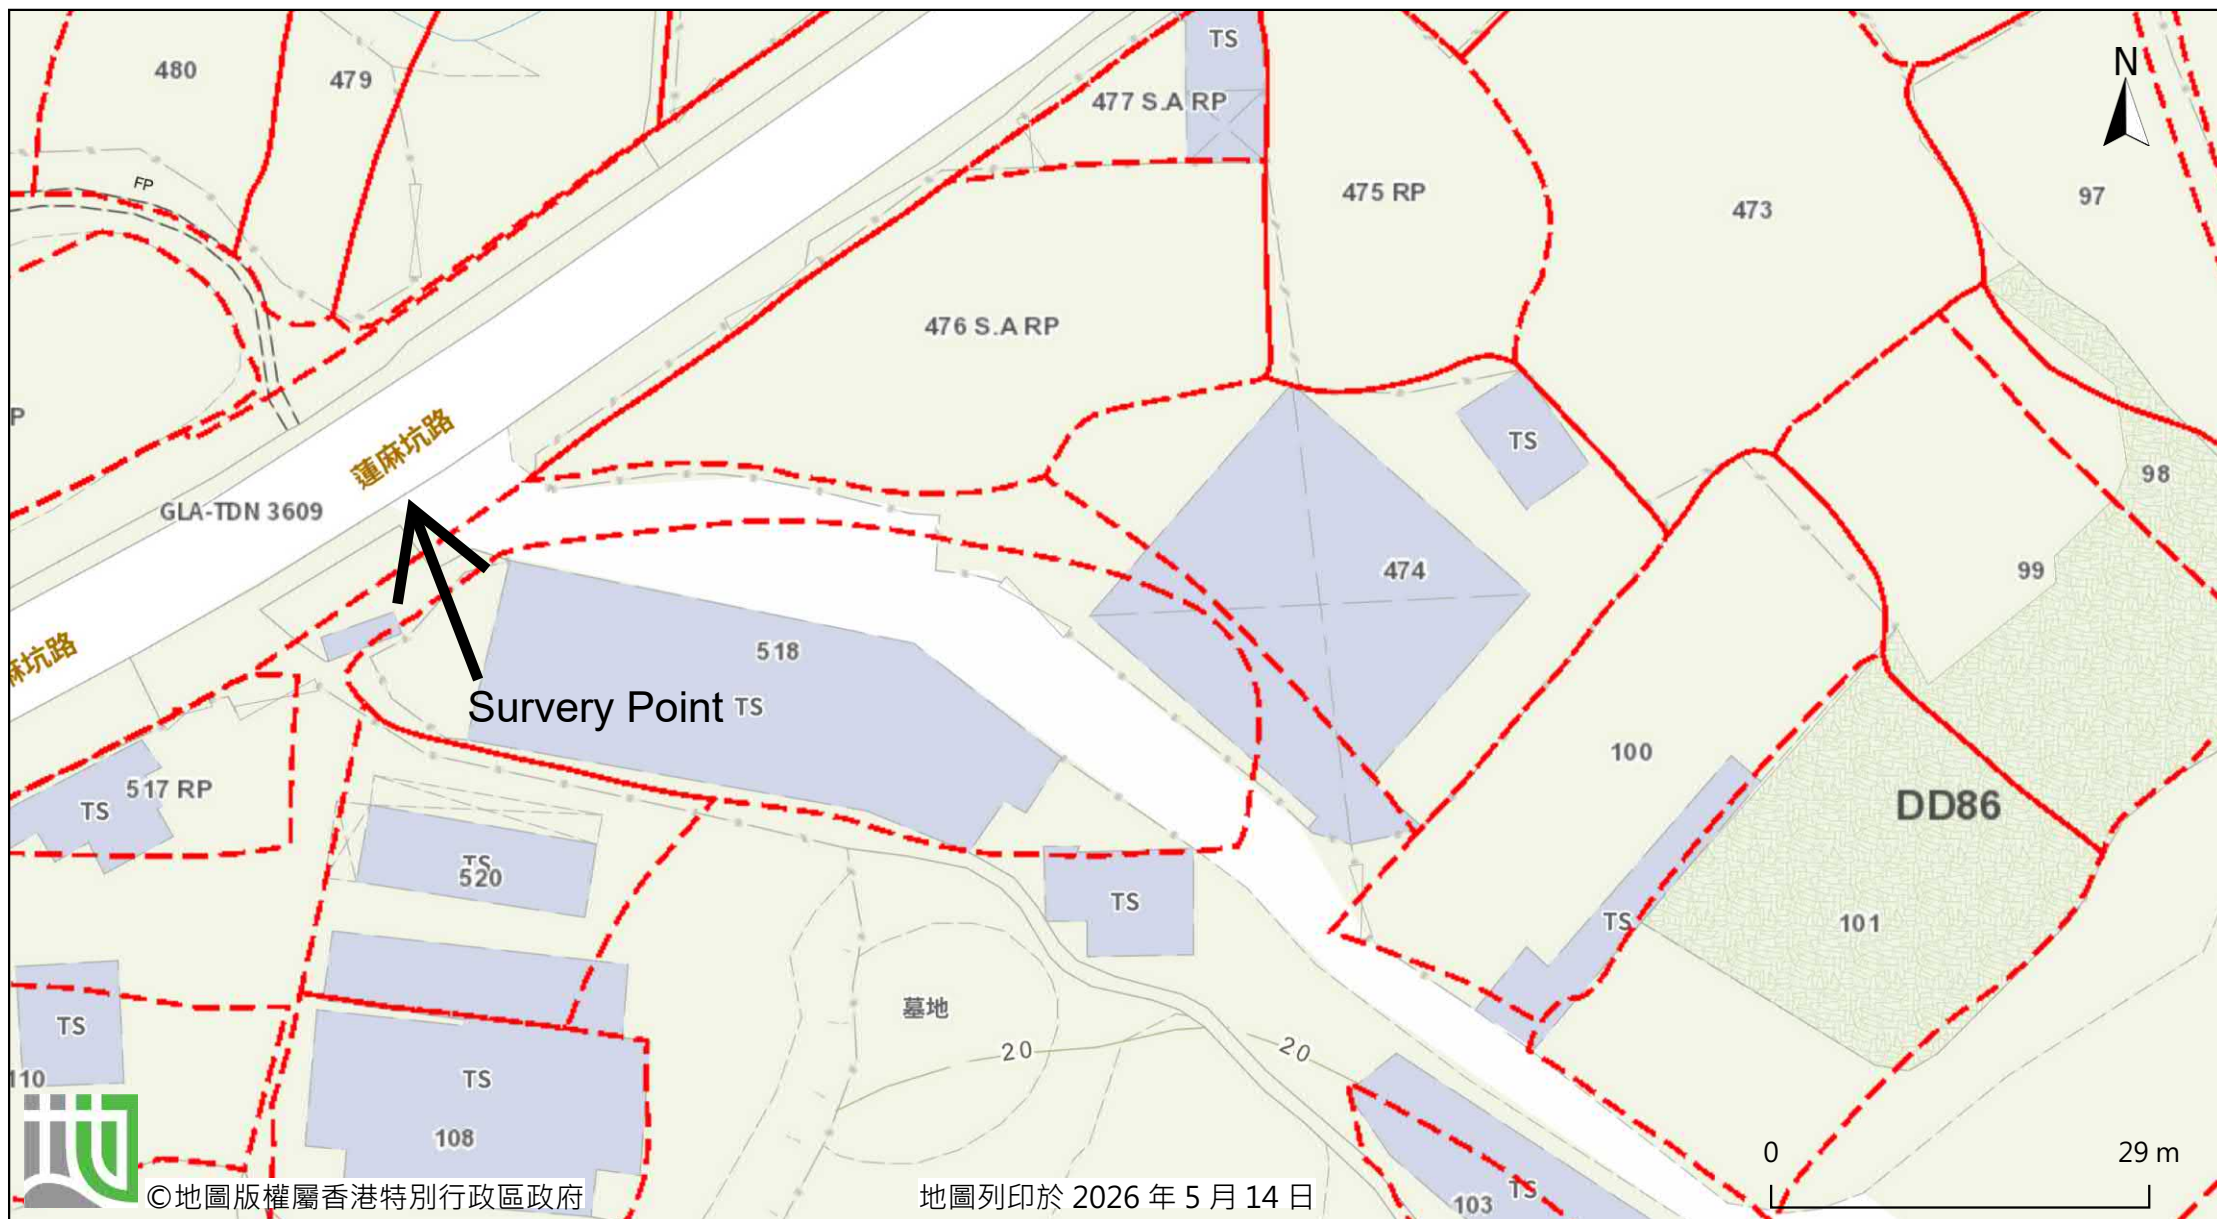 TS
480
479
477 S.A RP
N
FP
475 RP
473
97
476 S.A RP
P
蓮麻坑路
TS
98
GLA-TDN 3609
474
99
518
麻坑路
Survery Point
TS
100
517 RP
TS
DD86
TS
520
TS
TS
101
墓地
TS
20
20
TS
110
108
0
29 m
©地圖版權屬香港特別行政區政府
地圖列印於 2026 年 5 月 14 日
103
TS